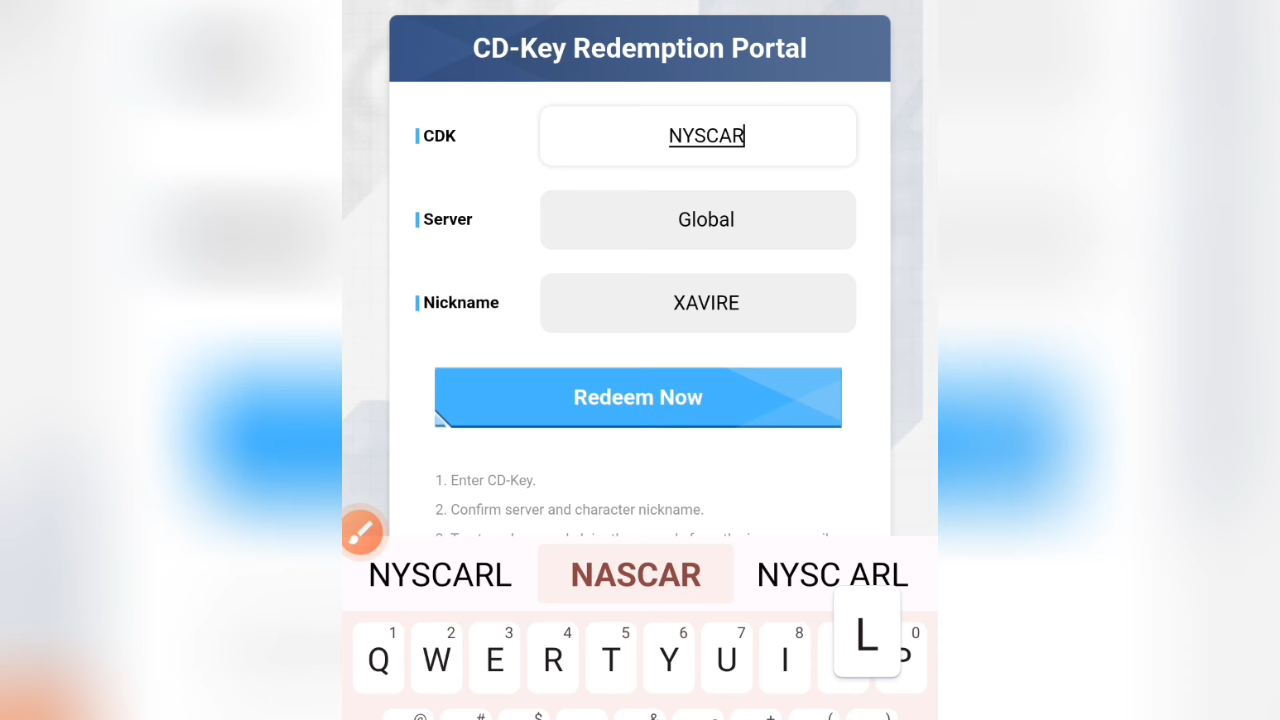 CD-Key Redemption Portal
CDK NYSCAR
Server Global
Nickname XAVIRE
Redeem Now
1. Enter CD-Key.
2. Confirm server and character nickname.
NYSCARL NASCAR NYSC ARL
L
1 2 3 4 5 6 7 8 0
Q W E R T Y U I P
@ # $ & - + ( )